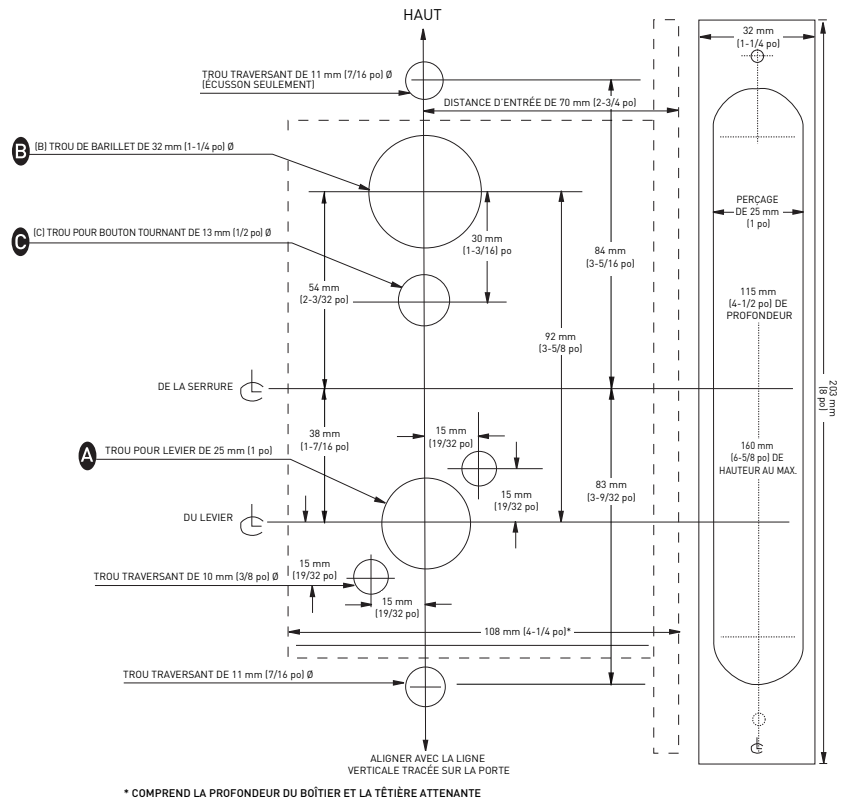 HAUT
TROU TRAVERSANT DE 11 mm (7/16 po) Ø
(ÉCUSSON SEULEMENT)
32 mm
(1-1/4 po)
DISTANCE D'ENTRÉE DE 70 mm (2-3/4 po)
B
(B) TROU DE BARILLET DE 32 mm (1-1/4 po) Ø
PERÇAGE
DE 25 mm
(1 po)
C
(C) TROU POUR BOUTON TOURNANT DE 13 mm (1/2 po) Ø
30 mm
(1-3/16) po
84 mm
(3-5/16 po)
54 mm
(2-3/32 po)
115 mm
(4-1/2 po) DE
PROFONDEUR
92 mm
(3-5/8 po)
DE LA SERRURE
203 mm
(8 po)
38 mm
(1-7/16 po)
15 mm
(19/32 po)
A
TROU POUR LEVIER DE 25 mm (1 po)
160 mm
(6-5/8 po) DE
HAUTEUR AU MAX.
83 mm
(3-9/32 po)
15 mm
(19/32 po)
DU LEVIER
15 mm
(19/32 po)
TROU TRAVERSANT DE 10 mm (3/8 po) Ø
15 mm
(19/32 po)
108 mm (4-1/4 po)*
TROU TRAVERSANT DE 11 mm (7/16 po) Ø
ALIGNER AVEC LA LIGNE
VERTICALE TRACÉE SUR LA PORTE
* COMPREND LA PROFONDEUR DU BOÎTIER ET LA TÊTIÈRE ATTENANTE